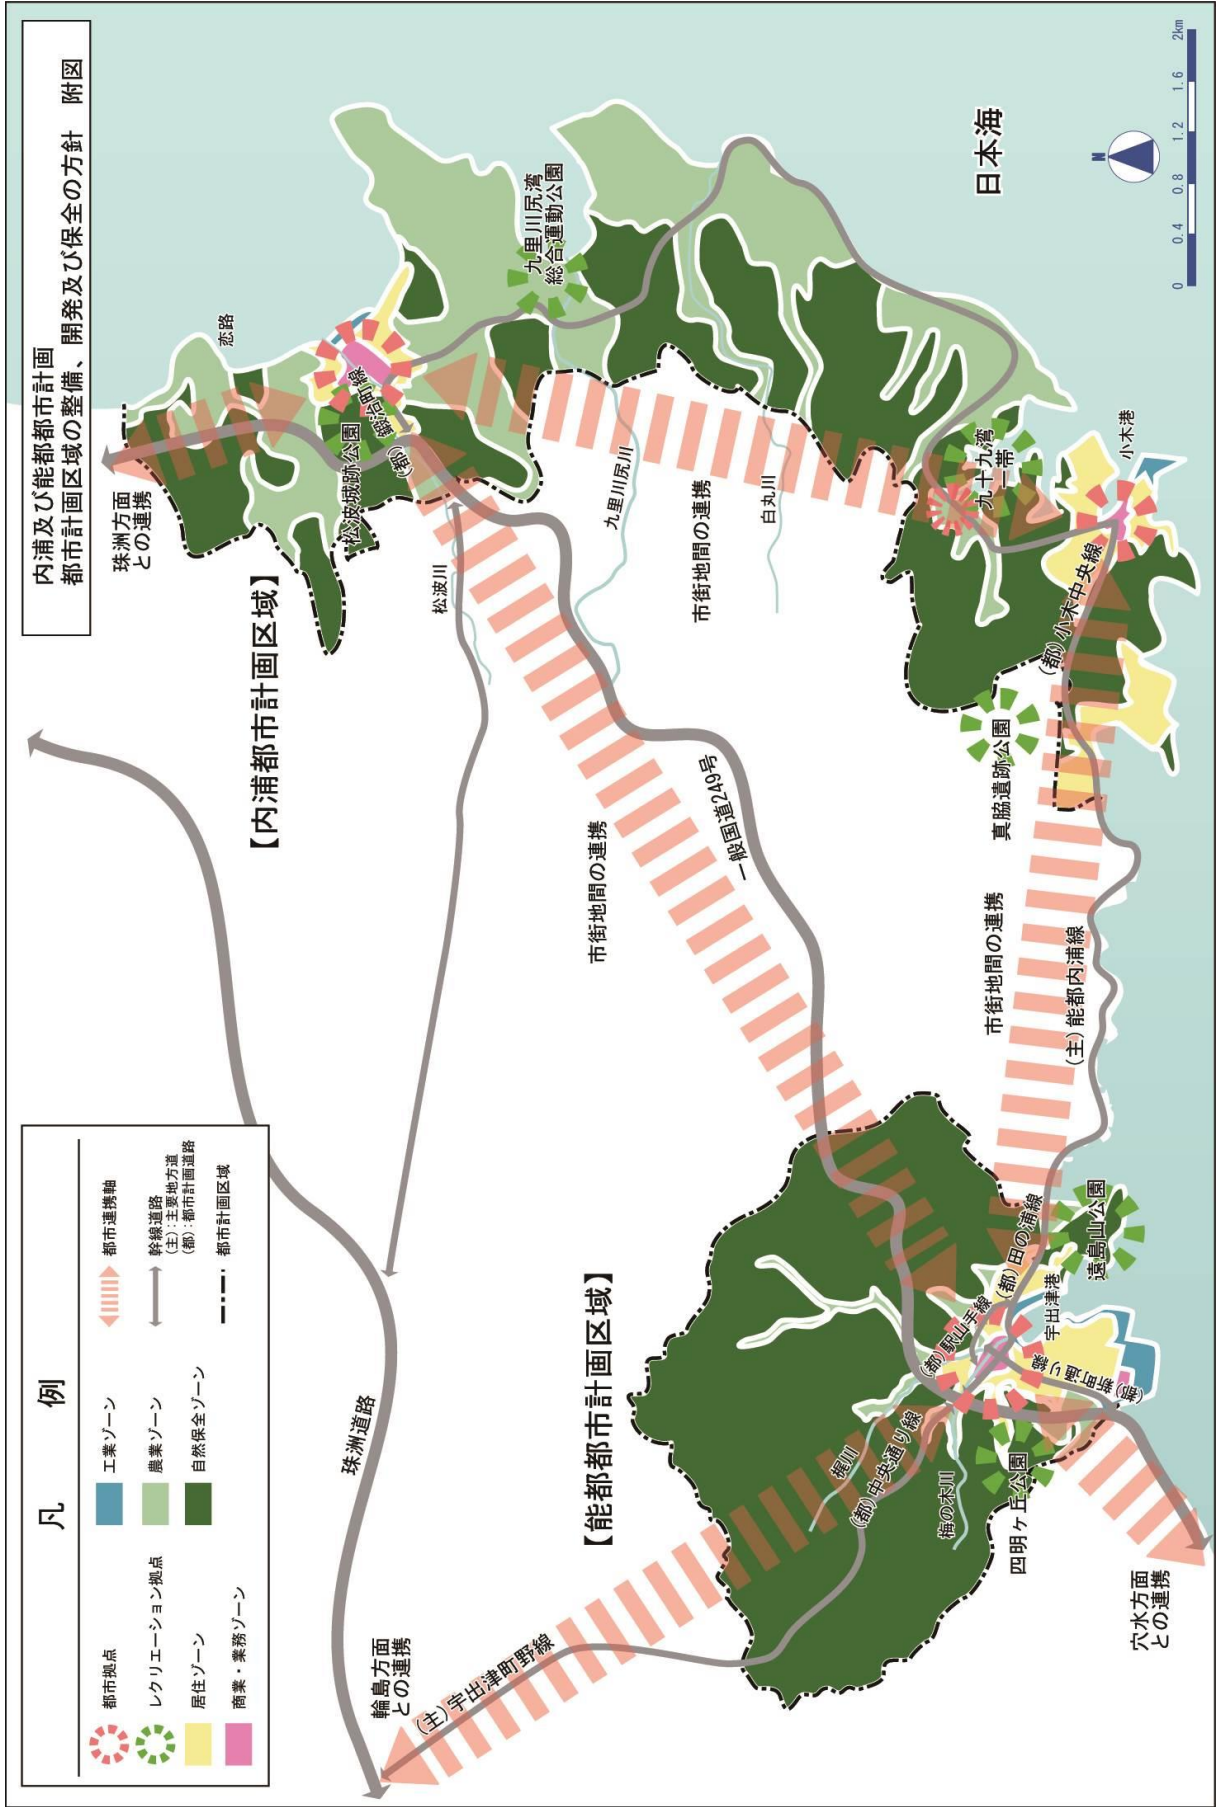 内浦及び能都都市計画
都市計画区域の整備、開発及び保全の方針　附図
凡　例
都市拠点
レクリエーション拠点
居住ゾーン
商業・業務ゾーン
工業ゾーン
農業ゾーン
自然保全ゾーン
都市連携軸
幹線道路
(主):主要地方道
(都):都市計画道路
都市計画区域
珠洲方面
との連携
恋路
【内浦都市計画区域】
松波城跡公園
(都)鍛冶町線
松波川
九里川尻湾
総合運動公園
九里川尻川
市街地間の連携
白丸川
珠洲道路
市街地間の連携
一般国道249号
九十九湾
一帯
日本海
N
0
0.4
0.8
1.2
1.6
2km
小木港
(都)小木中央線
真脇遺跡公園
市街地間の連携
(主)能都内浦線
【能都都市計画区域】
輪島方面
との連携
(主)宇出津町野線
梶川
(都)中央通り線
梅の木川
四明ヶ丘公園
(都)駅山手線
(都)田の浦線
宇出津港
遠島山公園
(都)新町通り線
穴水方面
との連携